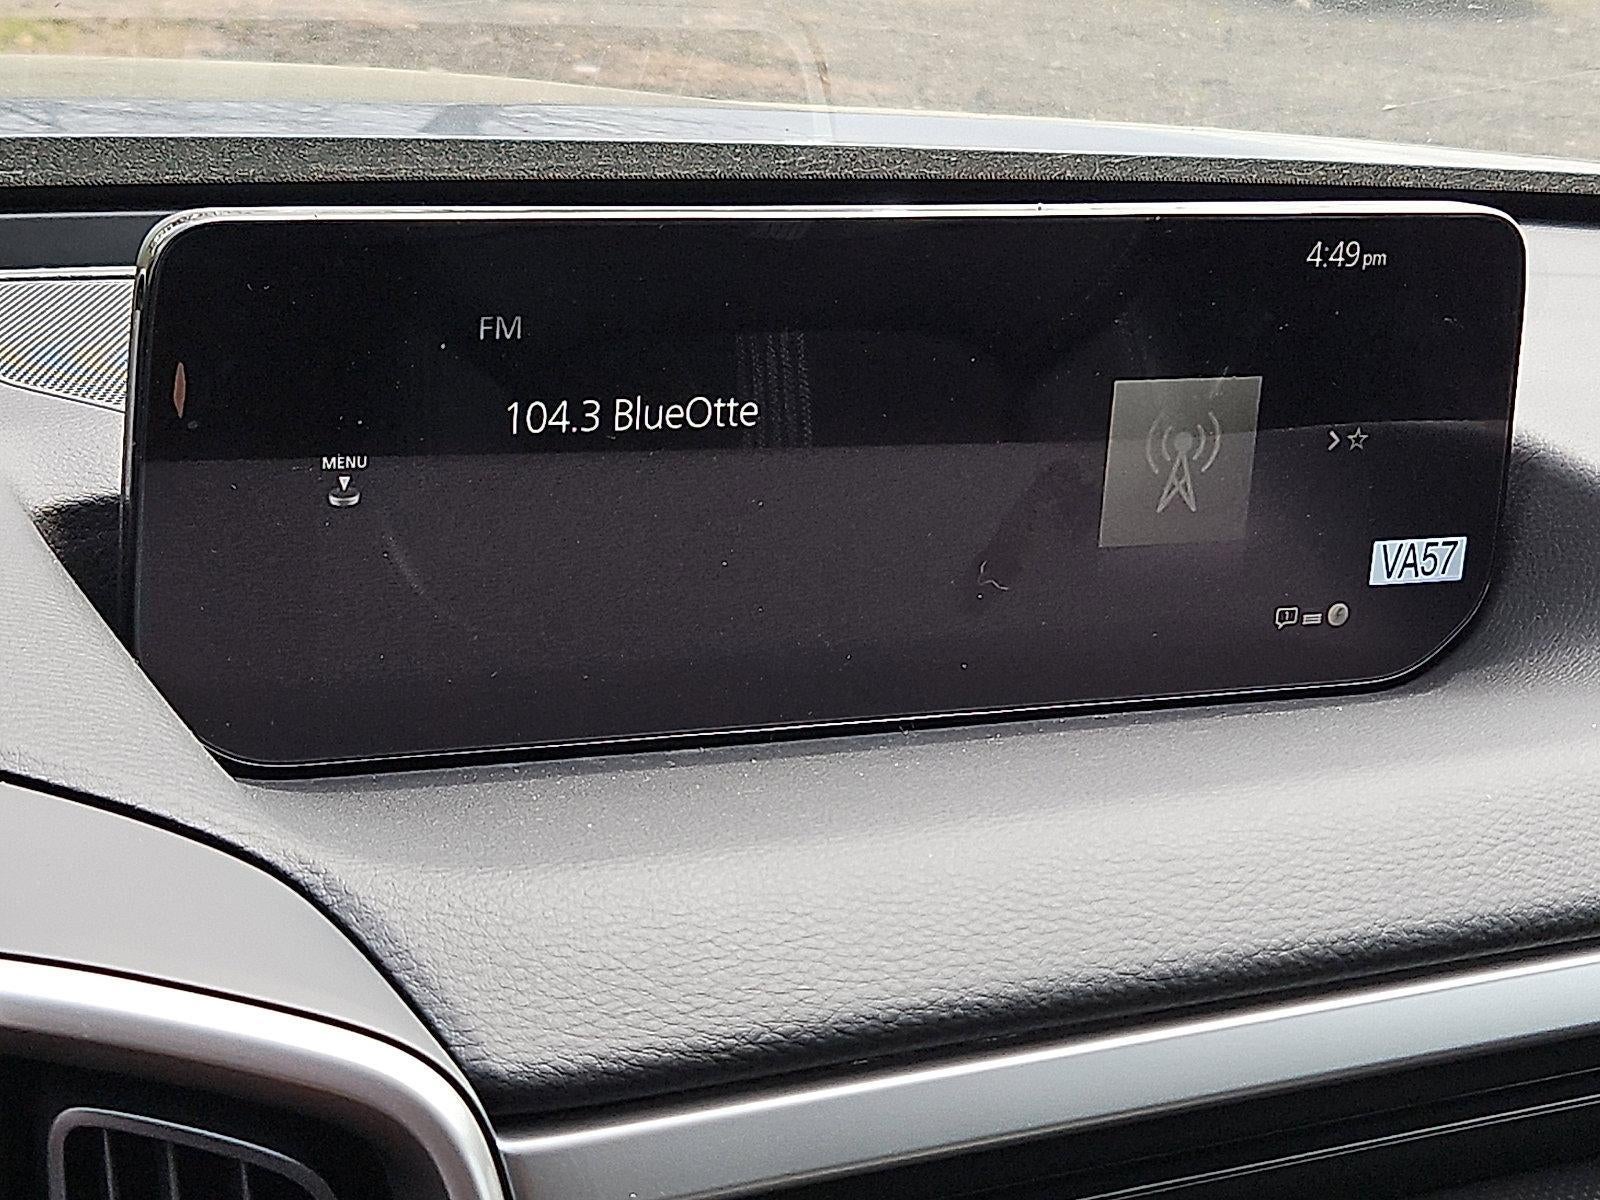 4:49pm
FM
104.3 BlueOtte
MENU
VA57